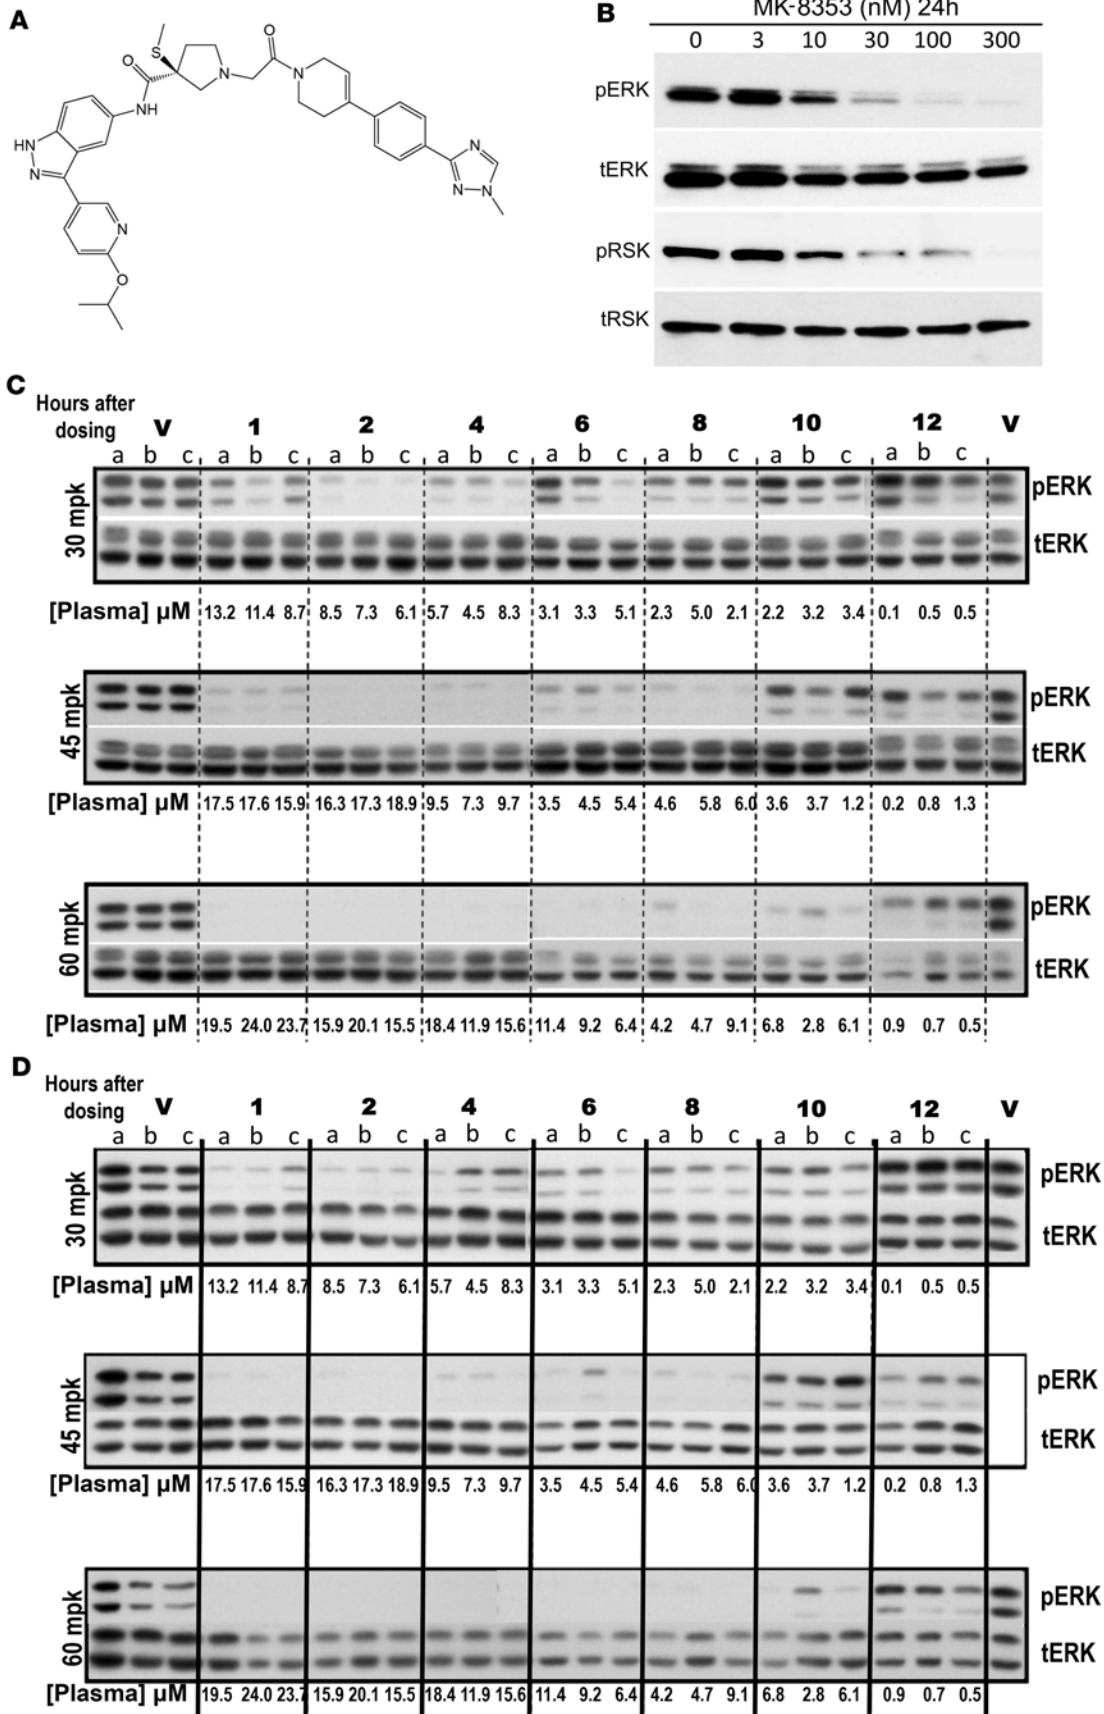 A
S
O
O
N
N
NH
HN
N
N
N
N
N
O
B
MK-8353 (nM) 24h
0 3 10 30 100 300
pERK
tERK
pRSK
tRSK
C
Hours after
dosing V 1 2 4 6 8 10 12 V
a b c a b c a b c a b c a b c a b c a b c a b c
30 mpk
pERK
tERK
[Plasma] µM 13.2 11.4 8.7 8.5 7.3 6.1 5.7 4.5 8.3 3.1 3.3 5.1 2.3 5.0 2.1 2.2 3.2 3.4 0.1 0.5 0.5
45 mpk
pERK
tERK
[Plasma] µM 17.5 17.6 15.9 16.3 17.3 18.9 9.5 7.3 9.7 3.5 4.5 5.4 4.6 5.8 6.0 3.6 3.7 1.2 0.2 0.8 1.3
60 mpk
pERK
tERK
[Plasma] µM 19.5 24.0 23.7 15.9 20.1 15.5 18.4 11.9 15.6 11.4 9.2 6.4 4.2 4.7 9.1 6.8 2.8 6.1 0.9 0.7 0.5
D
Hours after
dosing V 1 2 4 6 8 10 12 V
a b c a b c a b c a b c a b c a b c a b c a b c
30 mpk
pERK
tERK
[Plasma] µM 13.2 11.4 8.7 8.5 7.3 6.1 5.7 4.5 8.3 3.1 3.3 5.1 2.3 5.0 2.1 2.2 3.2 3.4 0.1 0.5 0.5
45 mpk
pERK
tERK
[Plasma] µM 17.5 17.6 15.9 16.3 17.3 18.9 9.5 7.3 9.7 3.5 4.5 5.4 4.6 5.8 6.0 3.6 3.7 1.2 0.2 0.8 1.3
60 mpk
pERK
tERK
[Plasma] µM 19.5 24.0 23.7 15.9 20.1 15.5 18.4 11.9 15.6 11.4 9.2 6.4 4.2 4.7 9.1 6.8 2.8 6.1 0.9 0.7 0.5